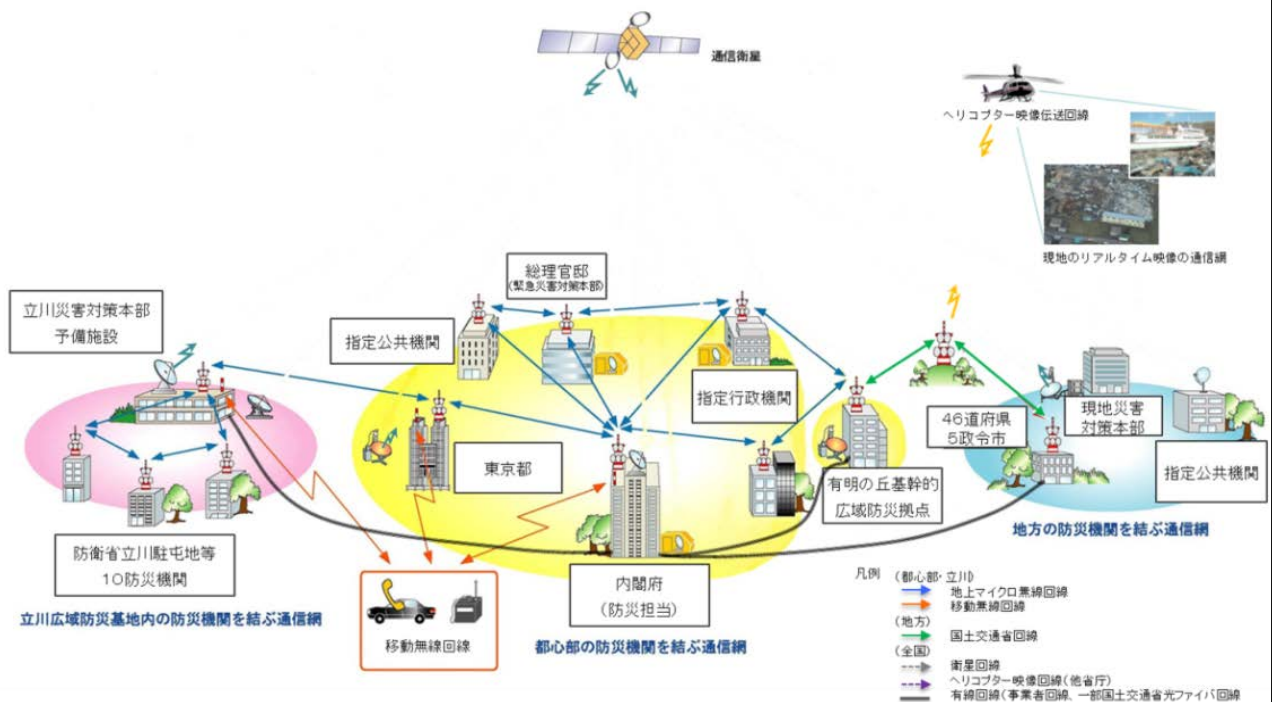 通信衛星
ヘリコプター映像伝送回線
現地のリアルタイム映像の通信網
総理官邸
(緊急災害対策本部)
立川災害対策本部
予備施設
指定公共機関
指定行政機関
46道府県
5政令市
現地災害
対策本部
指定公共機関
東京都
有明の丘基幹的
広域防災拠点
地方の防災機関を結ぶ通信網
防衛省立川駐屯地等
10防災機関
内閣府
(防災担当)
立川広域防災基地内の防災機関を結ぶ通信網
移動無線回線
都心部の防災機関を結ぶ通信網
凡例
(都心部・立川)
地上マイクロ無線回線
移動無線回線
(地方)
国土交通省回線
(全国)
衛星回線
ヘリコプター映像回線(他省庁)
有線回線(事業者回線、一部国土交通省光ファイバ回線